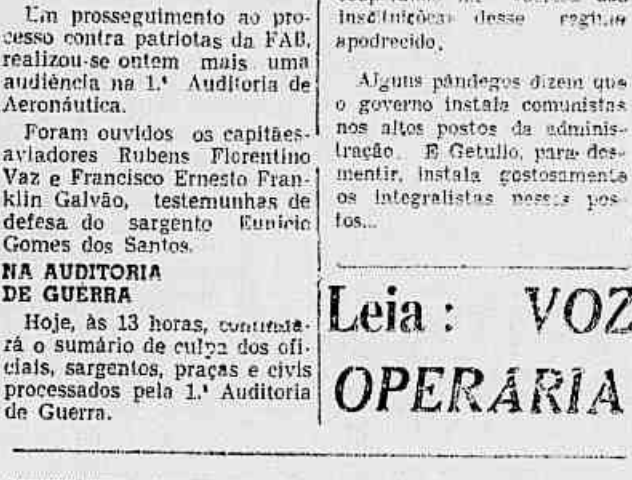 Em prosseguimento ao pro-
cesso contra patriotas da FAB,
realizou-se ontem mais uma
audiência na 1.ª Auditoria de
Aeronáutica.
Foram ouvidos os capitães-
aviadores Rubens Florentino
Vaz e Francisco Ernesto Fran-
klin Galvão, testemunhas de
defesa do sargento Eunício
Gomes dos Santos.
NA AUDITORIA
DE GUERRA
Hoje, às 13 horas, continua-
rá o sumário de culpa dos ofi-
ciais, sargentos, praças e civis
processados pela 1.ª Auditoria
de Guerra.
instituições desse regime
apodrecido.
Alguns pândegos dizem que
o governo instala comunistas
nos altos postos da adminis-
tração. E Getulio, para des-
mentir, instala gostosamente
os integralistas nesses pos-
tos...
Leia: VOZ
OPERÁRIA